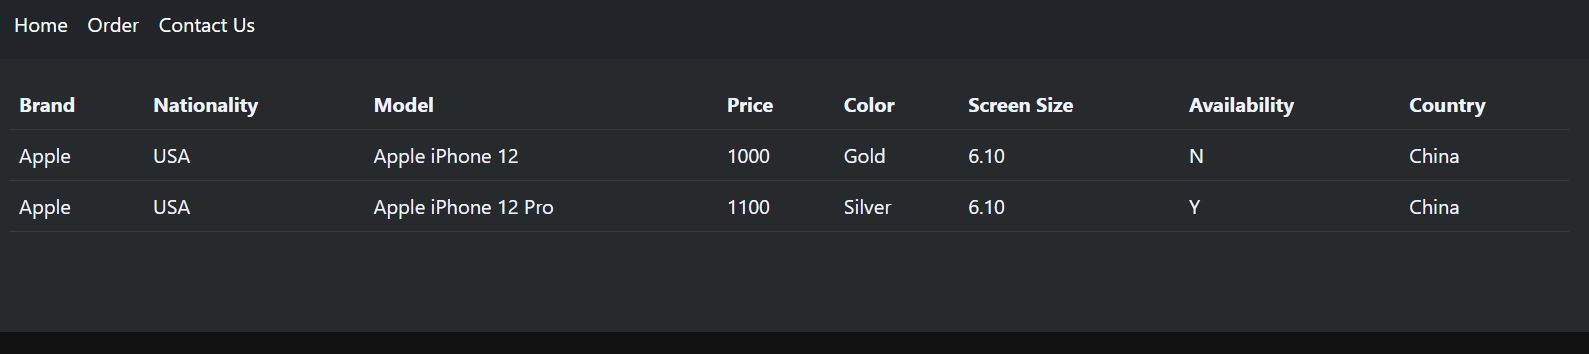 Home Order Contact Us
Brand Nationality Model Price Color Screen Size Availability Country
Apple USA Apple iPhone 12 1000 Gold 6.10 N China
Apple USA Apple iPhone 12 Pro 1100 Silver 6.10 Y China